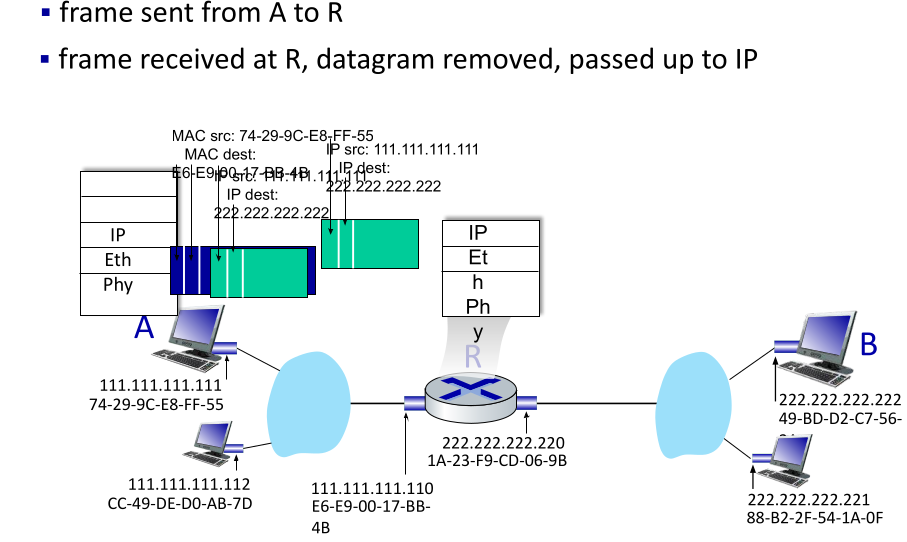 ▪ frame sent from A to R
▪ frame received at R, datagram removed, passed up to IP
MAC src: 74-29-9C-E8-FF-55
MAC dest:
E6-E9-00-17-BB-4B
IP src: 111.111.111.111
IP dest:
222.222.222.222
IP src: 111.111.111.111
IP dest:
222.222.222.222
IP
Eth
Phy
IP
Et
h
Ph
y
A
R
B
111.111.111.111
74-29-9C-E8-FF-55
222.222.222.222
49-BD-D2-C7-56-
222.222.222.220
1A-23-F9-CD-06-9B
111.111.111.112
CC-49-DE-D0-AB-7D
111.111.111.110
E6-E9-00-17-BB-
4B
222.222.222.221
88-B2-2F-54-1A-0F